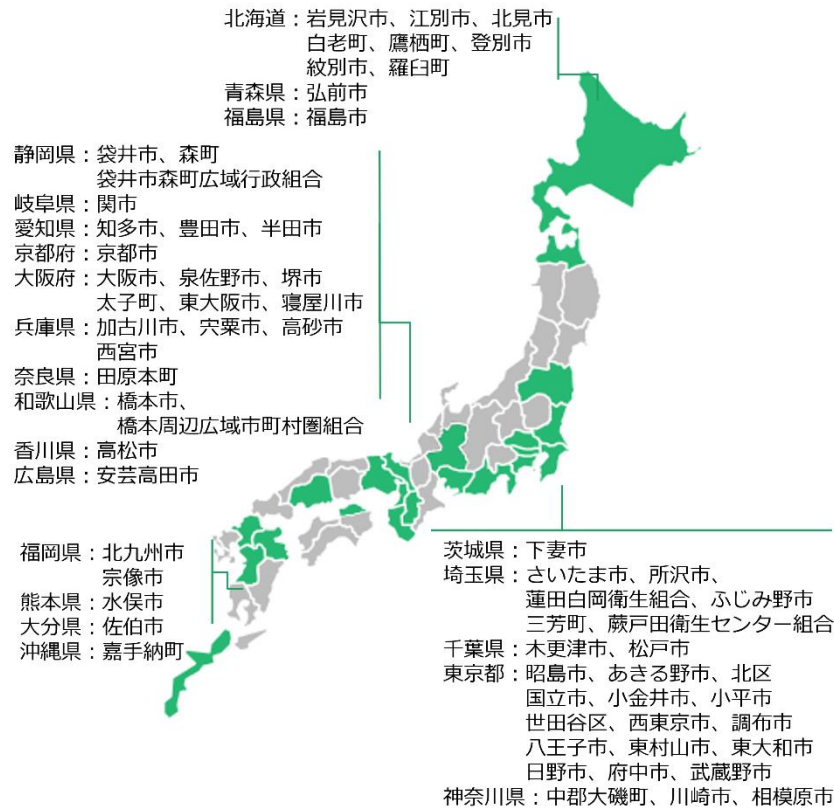 北海道：岩見沢市、江別市、北見市
白老町、鷹栖町、登別市
紋別市、羅臼町
青森県：弘前市
福島県：福島市
静岡県：袋井市、森町
袋井市森町広域行政組合
岐阜県：関市
愛知県：知多市、豊田市、半田市
京都府：京都市
大阪府：大阪市、泉佐野市、堺市
太子町、東大阪市、寝屋川市
兵庫県：加古川市、宍粟市、高砂市
西宮市
奈良県：田原本町
和歌山県：橋本市、
橋本周辺広域市町村圏組合
香川県：高松市
広島県：安芸高田市
福岡県：北九州市
宗像市
熊本県：水俣市
大分県：佐伯市
沖縄県：嘉手納町
茨城県：下妻市
埼玉県：さいたま市、所沢市、
蓮田白岡衛生組合、ふじみ野市
三芳町、蕨戸田衛生センター組合
千葉県：木更津市、松戸市
東京都：昭島市、あきる野市、北区
国立市、小金井市、小平市
世田谷区、西東京市、調布市
八王子市、東村山市、東大和市
日野市、府中市、武蔵野市
神奈川県：中郡大磯町、川崎市、相模原市